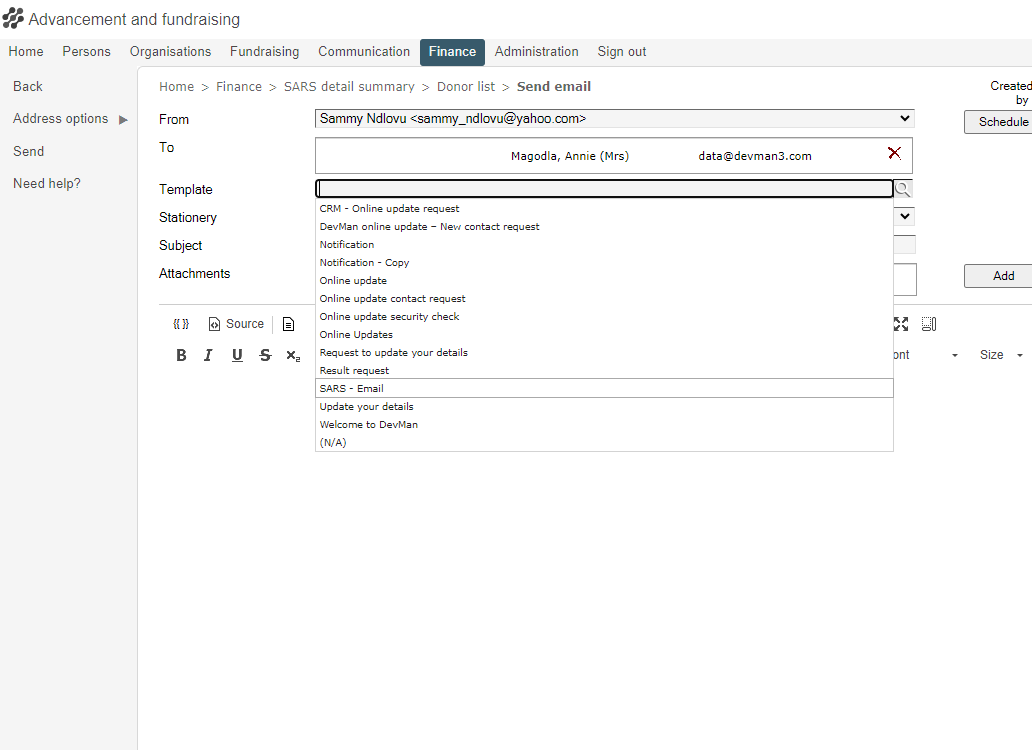 Advancement and fundraising
Home Persons Organisations Fundraising Communication Finance Administration Sign out
Back
Address options
Send
Need help?
Home > Finance > SARS detail summary > Donor list > Send email
Created
by
From
Sammy Ndlovu <sammy_ndlovu@yahoo.com>
Schedule
To
Magodla, Annie (Mrs) data@devman3.com
Template
Stationery
Subject
Attachments
Add
CRM - Online update request
DevMan online update – New contact request
Notification
Notification - Copy
Online update
Online update contact request
Online update security check
Online Updates
Request to update your details
Result request
SARS - Email
Update your details
Welcome to DevMan
(N/A)
{{ }} Source
B I U S x₂
ont Size